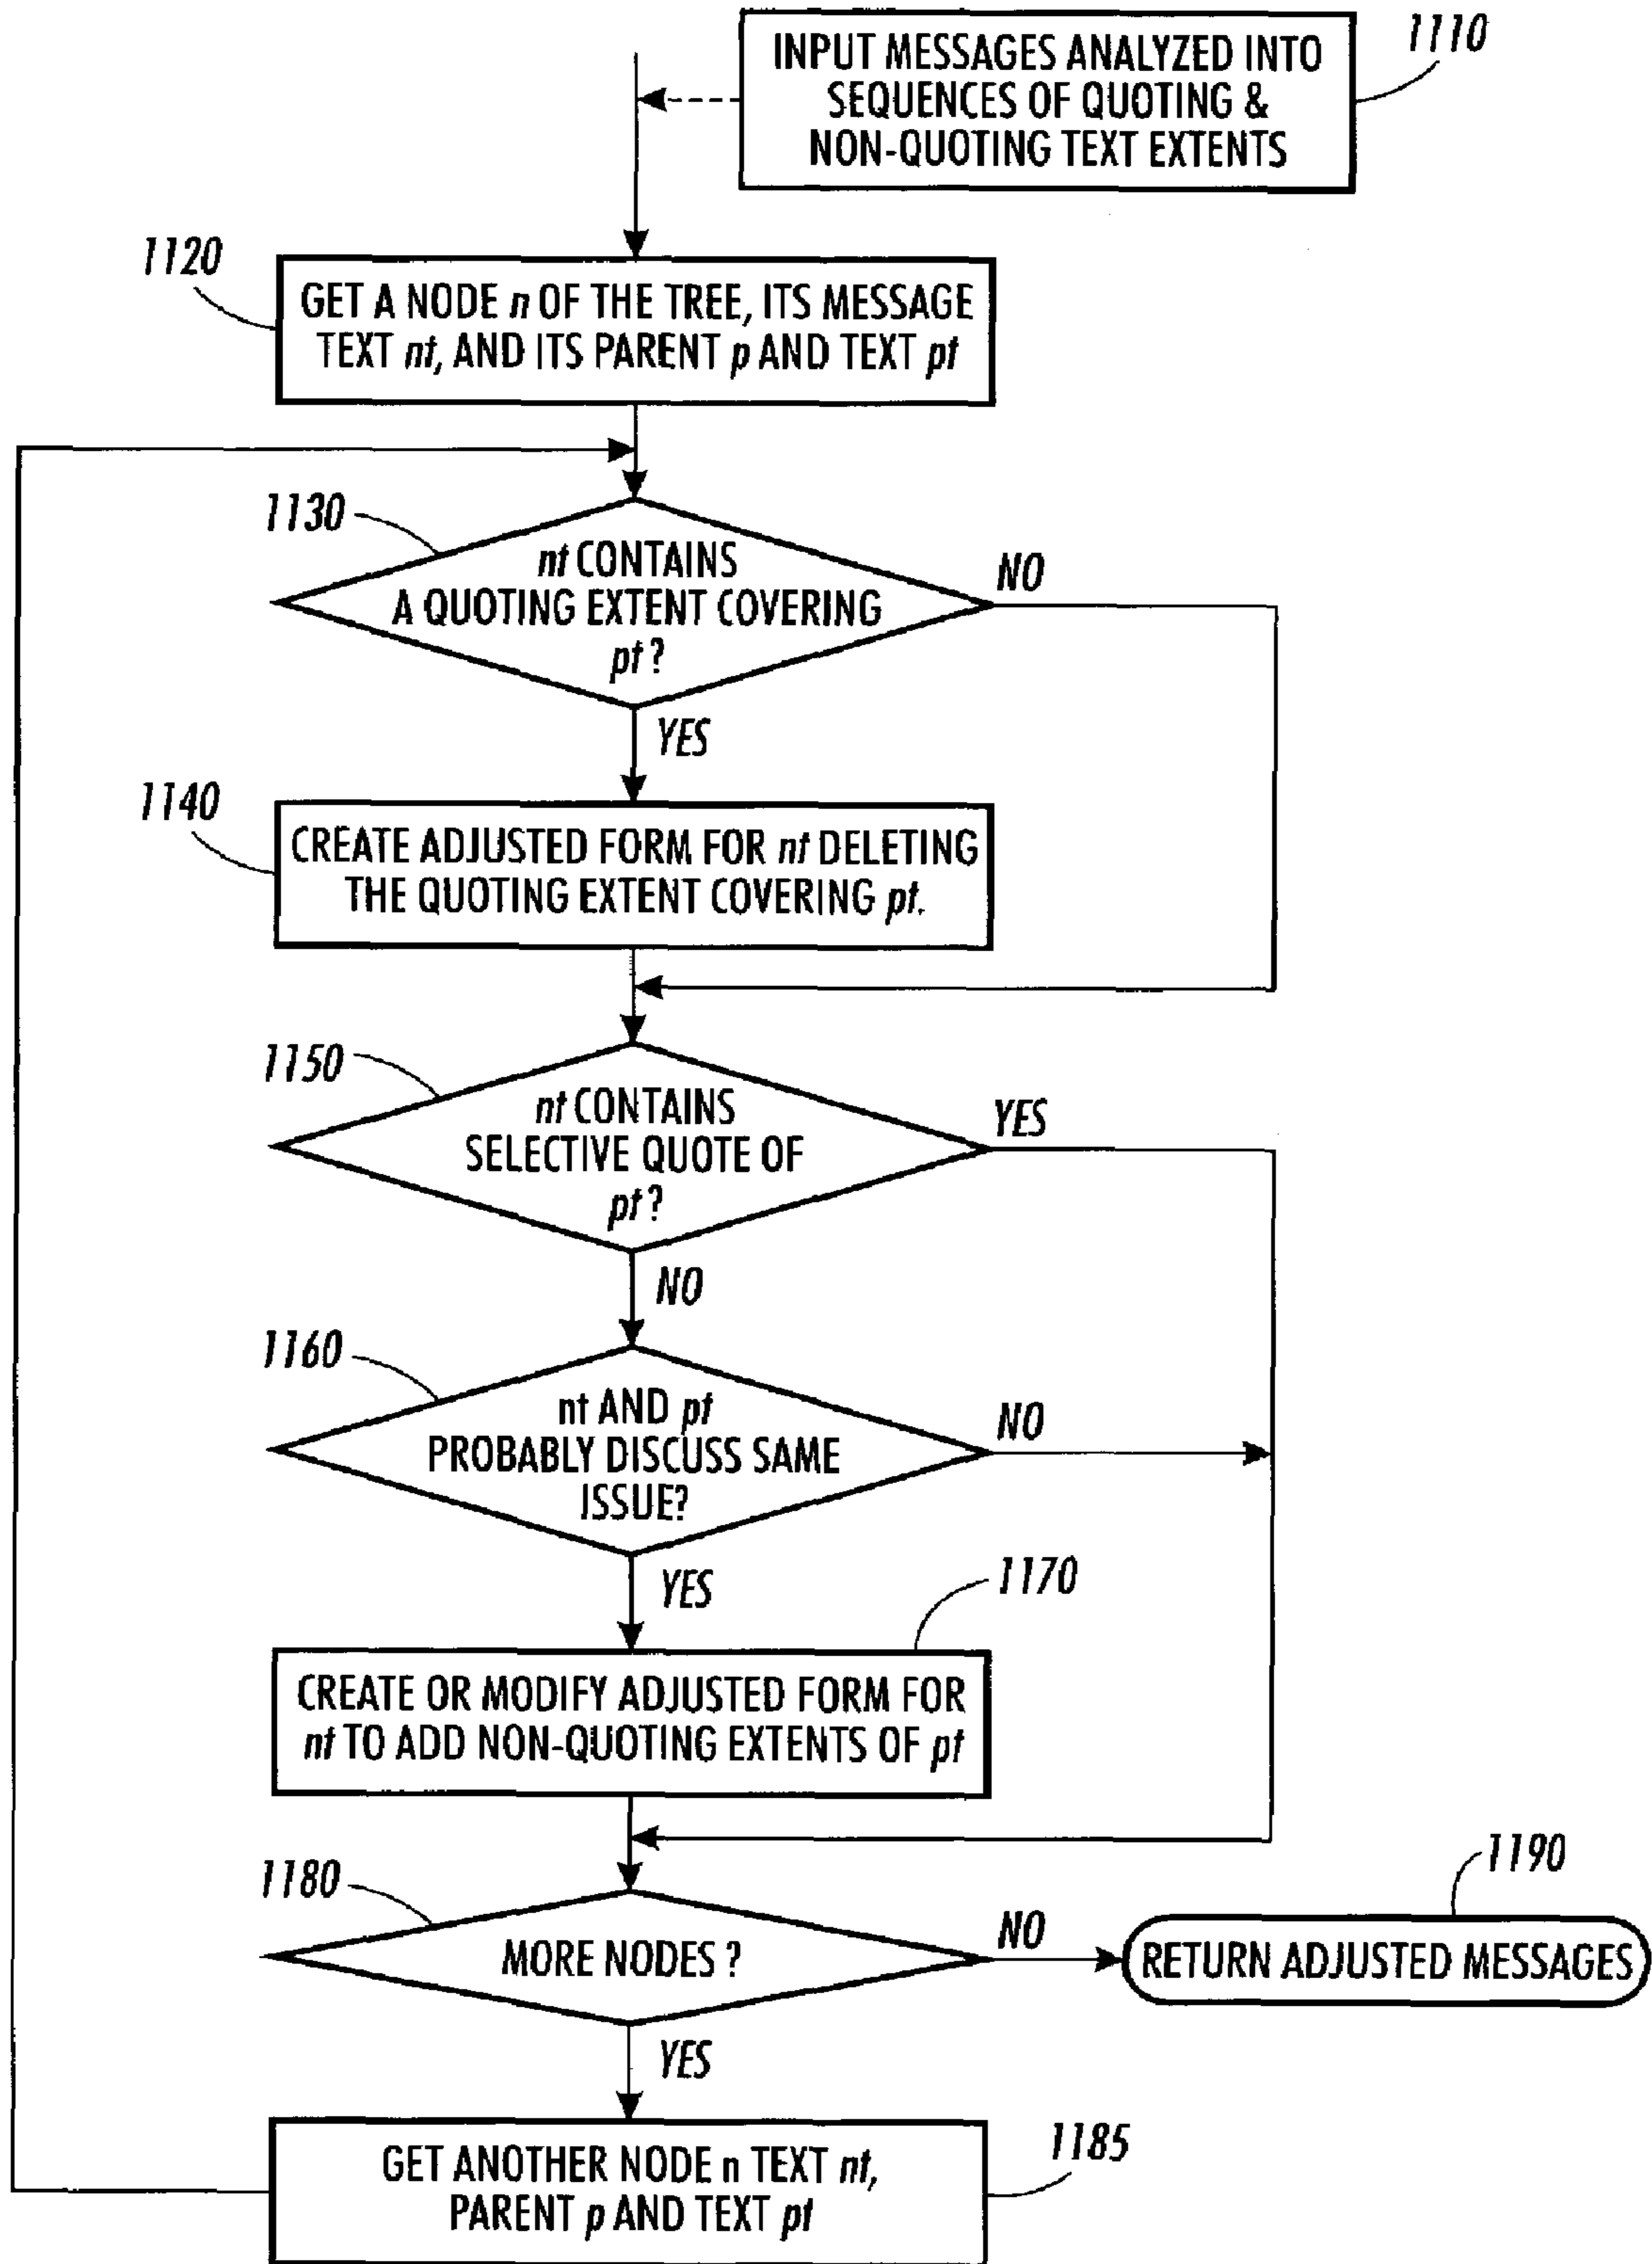 1110
INPUT MESSAGES ANALYZED INTO
SEQUENCES OF QUOTING &
NON-QUOTING TEXT EXTENTS
1120
GET A NODE n OF THE TREE, ITS MESSAGE
TEXT nt, AND ITS PARENT p AND TEXT pt
1130
nt CONTAINS
A QUOTING EXTENT COVERING
pt?
NO
YES
1140
CREATE ADJUSTED FORM FOR nt DELETING
THE QUOTING EXTENT COVERING pt.
1150
nt CONTAINS
SELECTIVE QUOTE OF
pt?
YES
NO
1160
nt AND pt
PROBABLY DISCUSS SAME
ISSUE?
NO
YES
1170
CREATE OR MODIFY ADJUSTED FORM FOR
nt TO ADD NON-QUOTING EXTENTS OF pt
1180
MORE NODES?
NO
1190
RETURN ADJUSTED MESSAGES
YES
1185
GET ANOTHER NODE n TEXT nt,
PARENT p AND TEXT pt